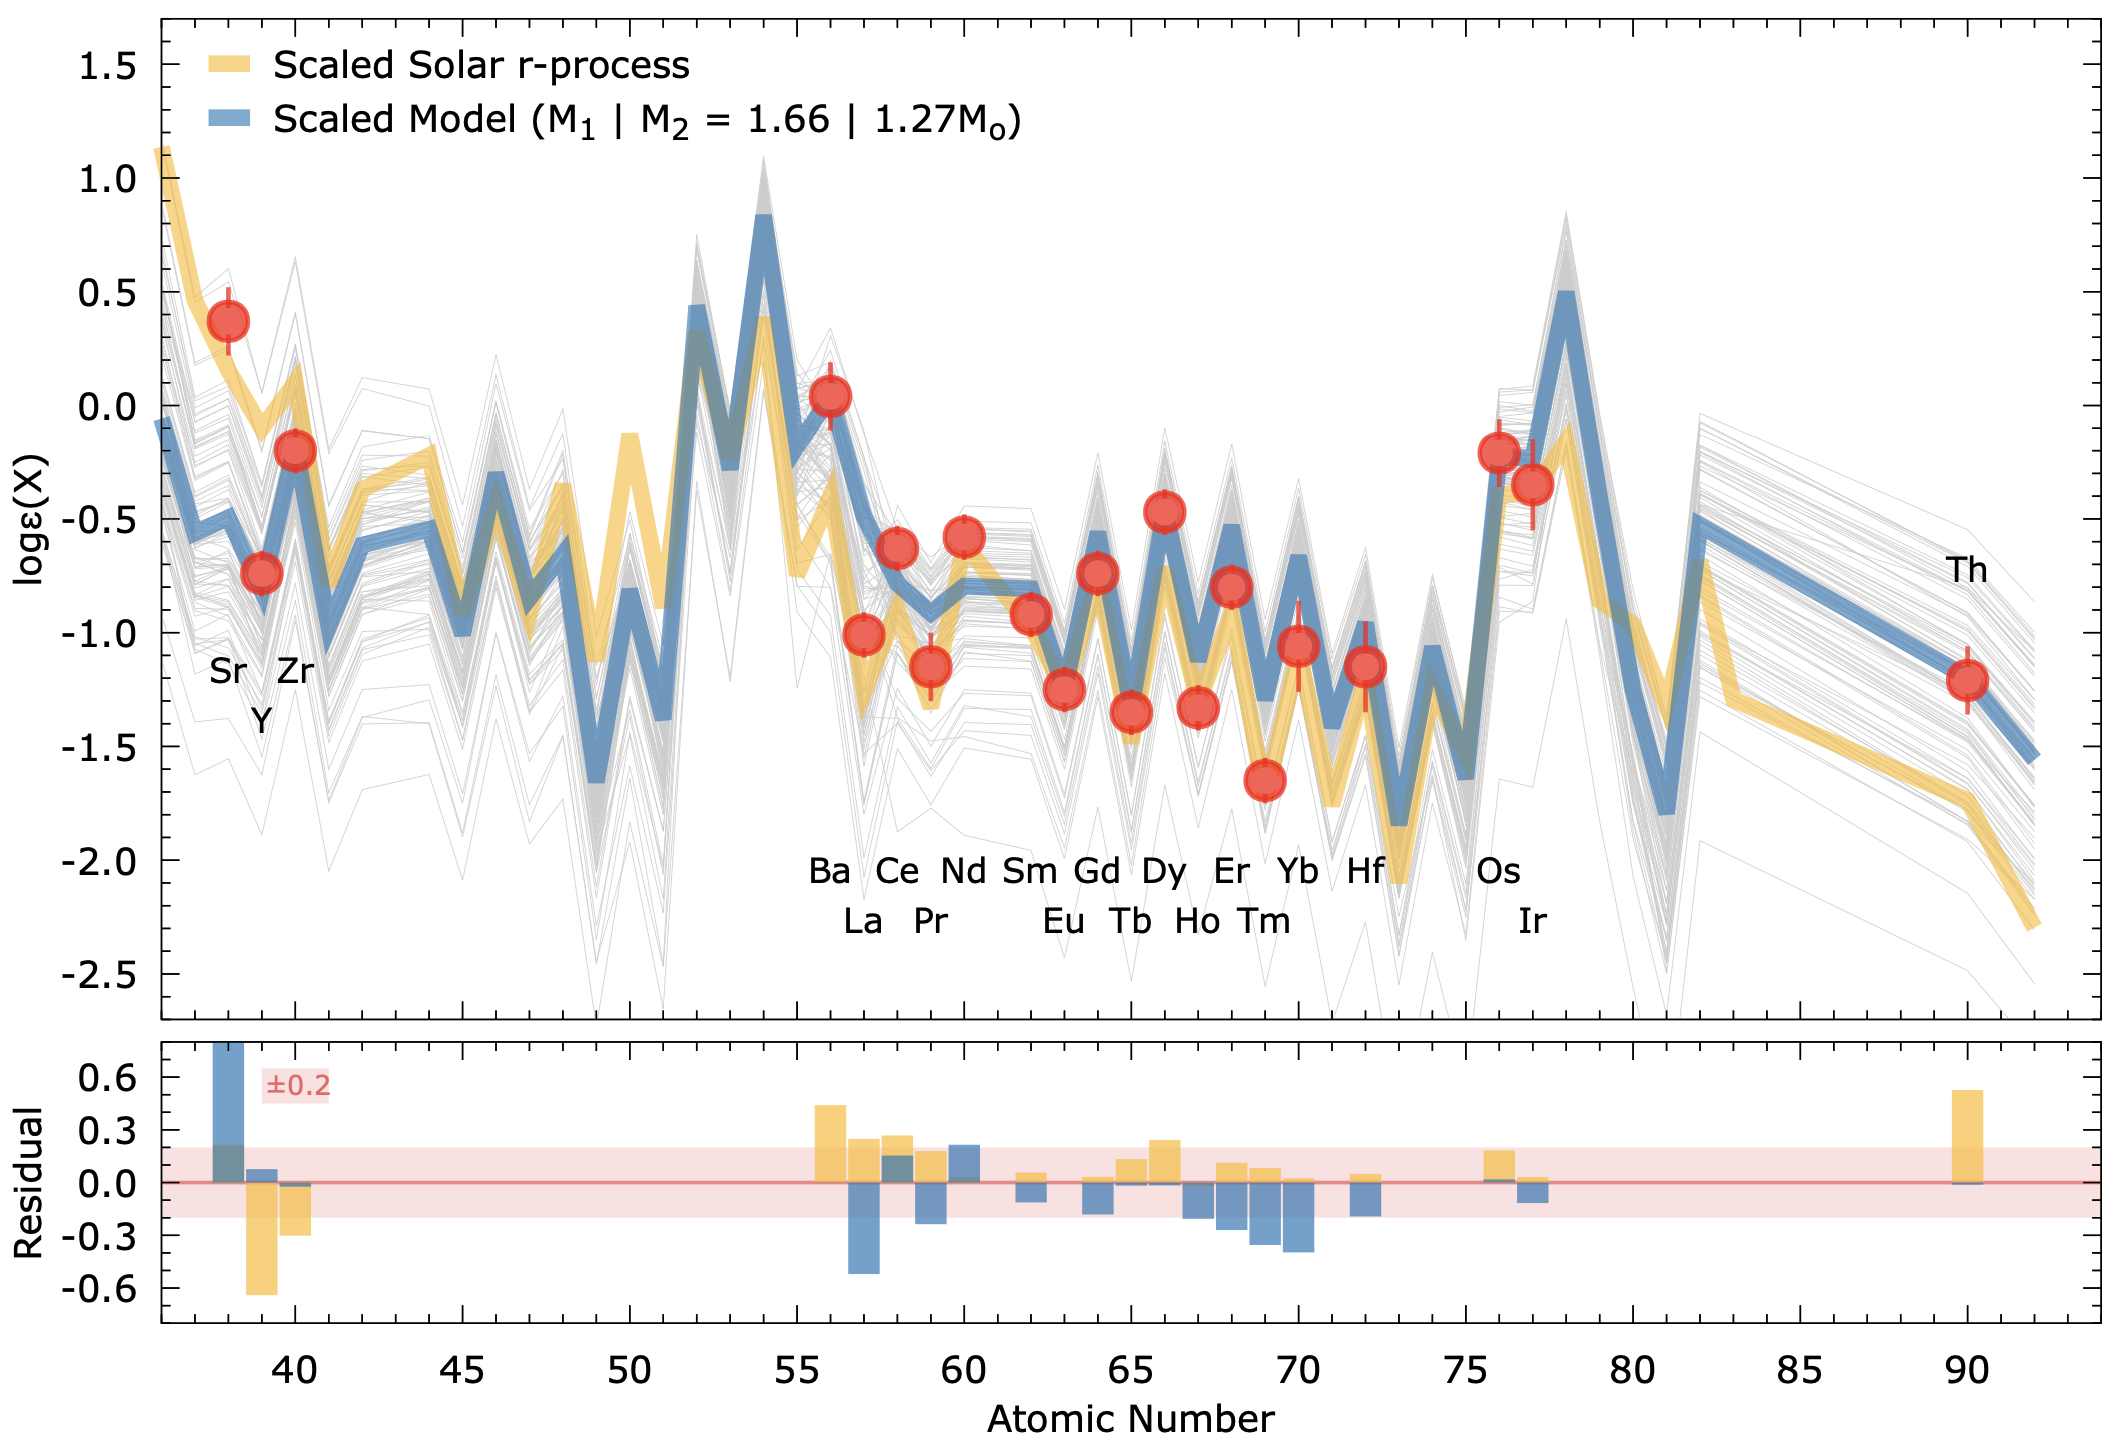 Scaled Solar r-process
Scaled Model (M₁ | M₂ = 1.66 | 1.27Mₒ)
1.5
1.0
0.5
0.0
-0.5
-1.0
-1.5
-2.0
-2.5
logε(X)
Th
Sr Zr
Y
Ba Ce Nd Sm Gd Dy Er Yb Hf Os
La Pr Eu Tb Ho Tm Ir
±0.2
0.6
0.3
0.0
-0.3
-0.6
Residual
40 45 50 55 60 65 70 75 80 85 90
Atomic Number